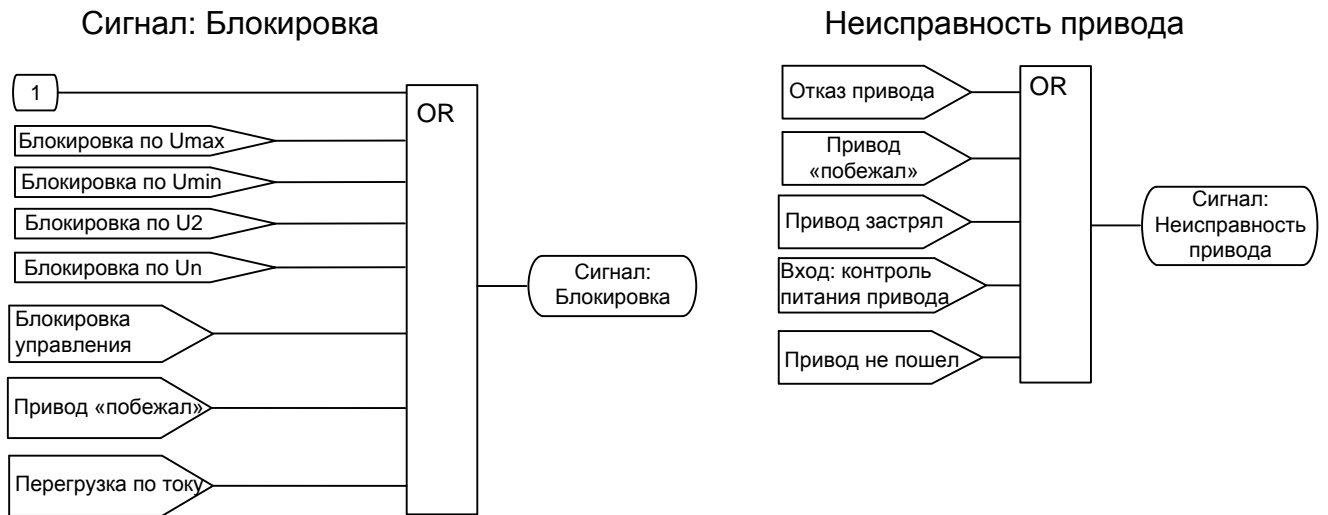 Сигнал: Блокировка
1
OR
Блокировка по Umax
Блокировка по Umin
Блокировка по U2
Блокировка по Un
Блокировка
управления
Привод «побежал»
Перегрузка по току
Сигнал:
Блокировка
Неисправность привода
Отказ привода
OR
Привод
«побежал»
Привод застрял
Вход: контроль
питания привода
Привод не пошел
Сигнал:
Неисправность
привода